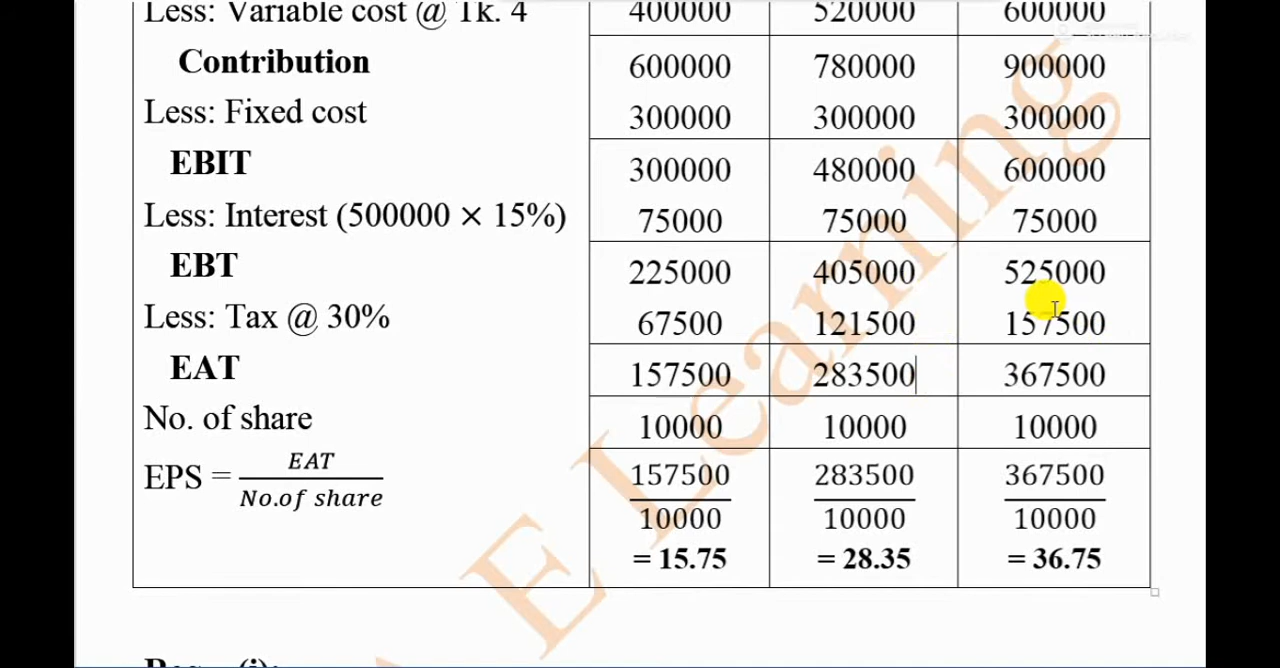 Less: Variable cost @ Tk. 4 400000 520000 600000
Contribution 600000 780000 900000
Less: Fixed cost 300000 300000 300000
EBIT 300000 480000 600000
Less: Interest (500000 × 15%) 75000 75000 75000
EBT 225000 405000 525000
Less: Tax @ 30% 67500 121500 157500
EAT 157500 283500 367500
No. of share 10000 10000 10000
EPS = EAT / No.of share 157500 / 10000 283500 / 10000 367500 / 10000
= 15.75 = 28.35 = 36.75
E Learning
(i):